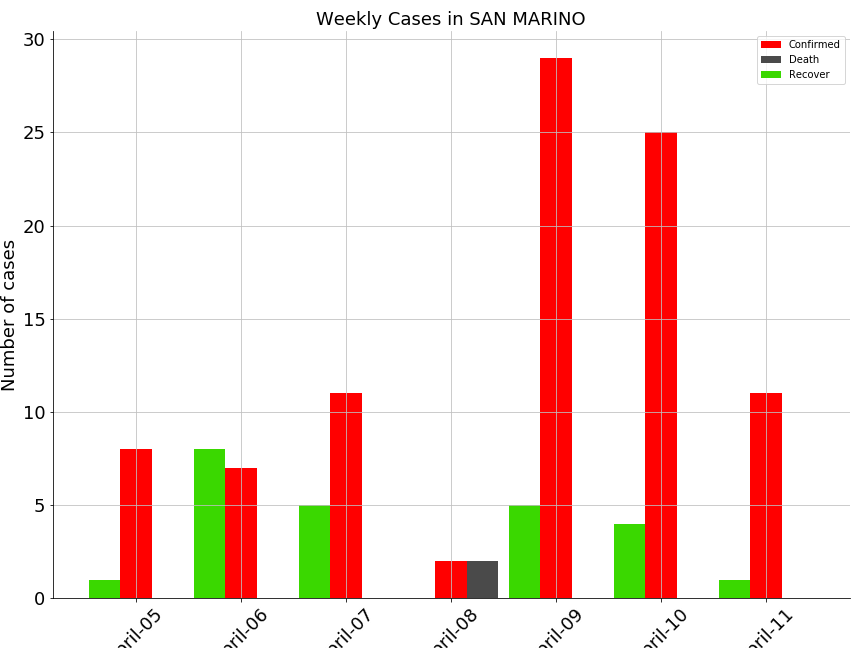 Weekly Cases in SAN MARINO
Confirmed
Death
Recover
Number of cases
30
25
20
15
10
5
0
pril-05
pril-06
pril-07
pril-08
pril-09
pril-10
pril-11